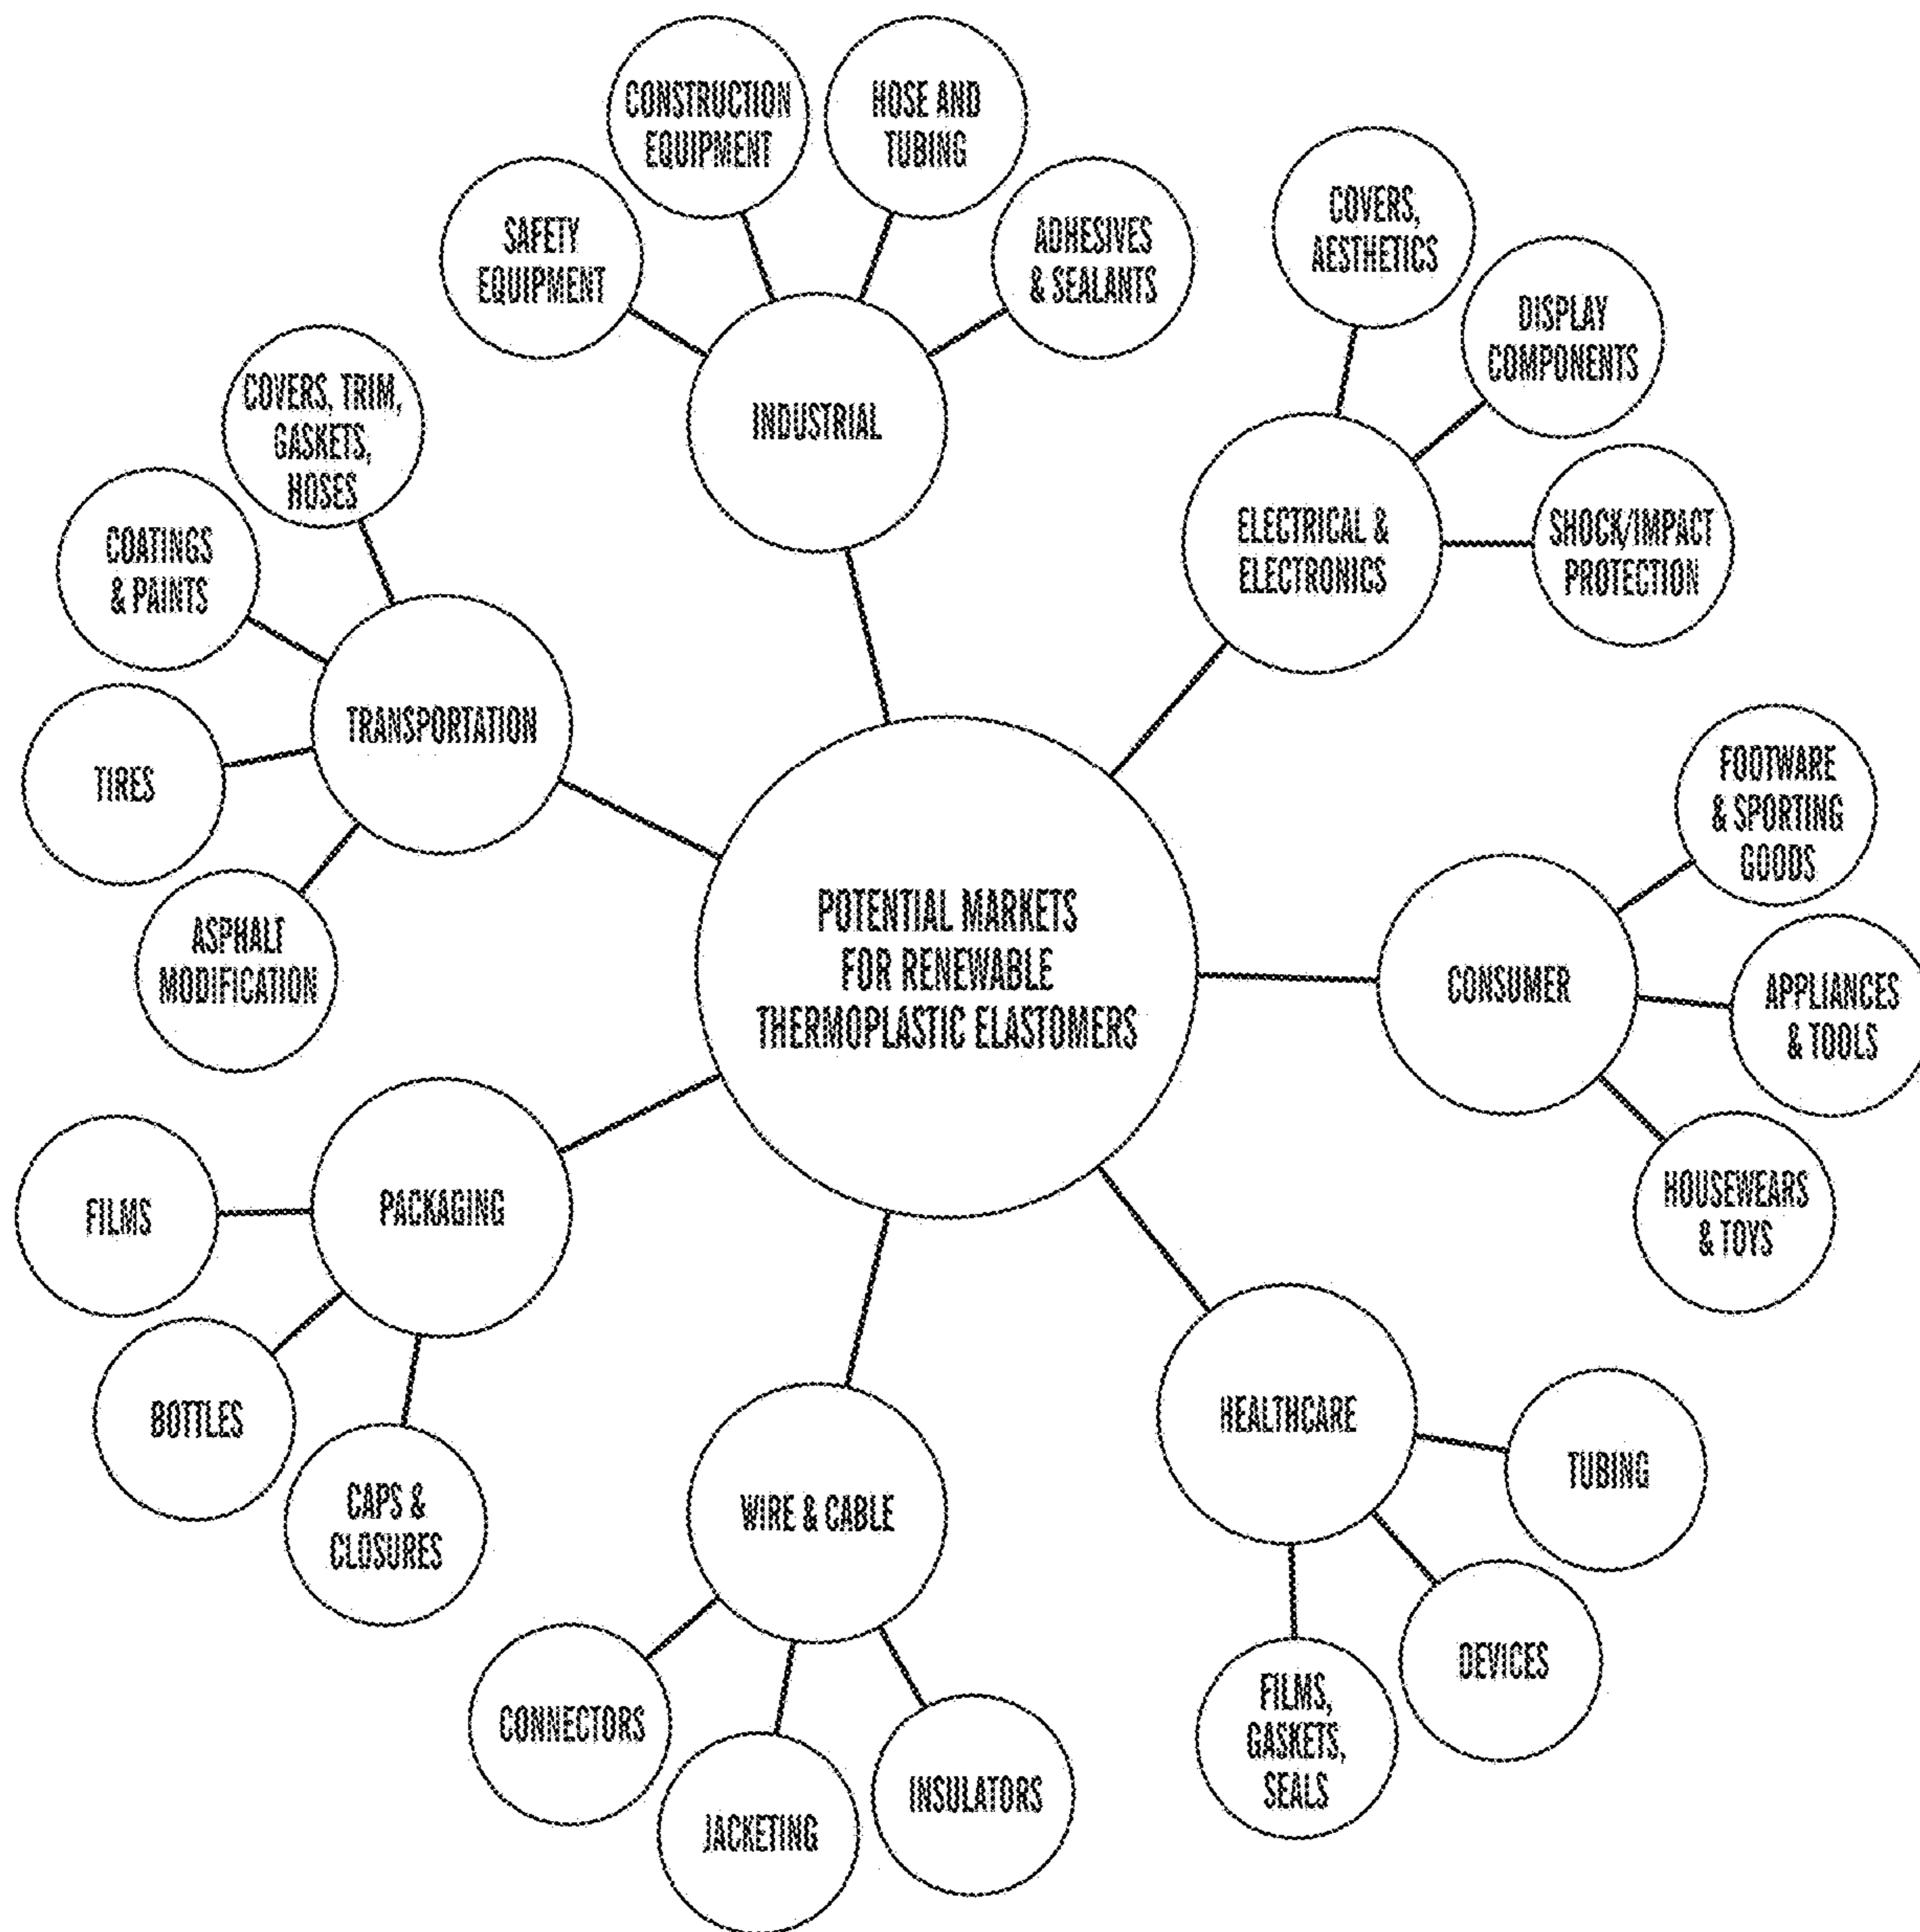 CONSTRUCTION
EQUIPMENT
HOSE AND
TUBING
SAFETY
EQUIPMENT
ADHESIVES
& SEALANTS
INDUSTRIAL
COVERS,
AESTHETICS
DISPLAY
COMPONENTS
SHOCK/IMPACT
PROTECTION
ELECTRICAL &
ELECTRONICS
COVERS, TRIM,
GASKETS,
HOSES
COATINGS
& PAINTS
TIRES
ASPHALT
MODIFICATION
TRANSPORTATION
POTENTIAL MARKETS
FOR RENEWABLE
THERMOPLASTIC ELASTOMERS
CONSUMER
FOOTWARE
& SPORTING
GOODS
APPLIANCES
& TOOLS
HOUSEWEARS
& TOYS
PACKAGING
FILMS
BOTTLES
CAPS &
CLOSURES
WIRE & CABLE
CONNECTORS
JACKETING
INSULATORS
HEALTHCARE
TUBING
DEVICES
FILMS,
GASKETS,
SEALS